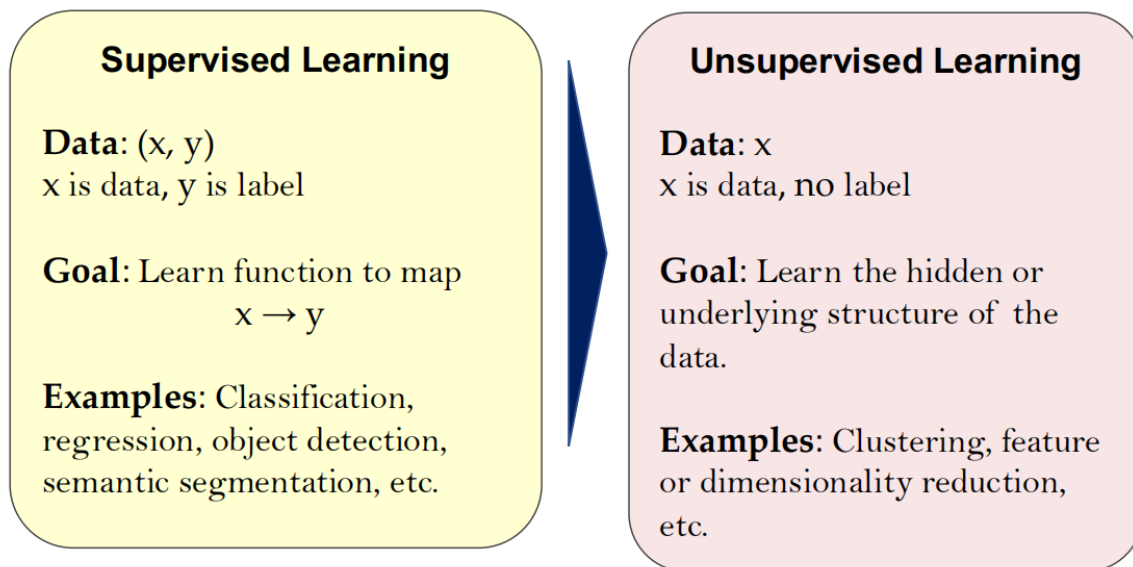 Supervised Learning
Data: (x, y)
x is data, y is label
Goal: Learn function to map
x → y
Examples: Classification,
regression, object detection,
semantic segmentation, etc.
Unsupervised Learning
Data: x
x is data, no label
Goal: Learn the hidden or
underlying structure of the
data.
Examples: Clustering, feature
or dimensionality reduction,
etc.